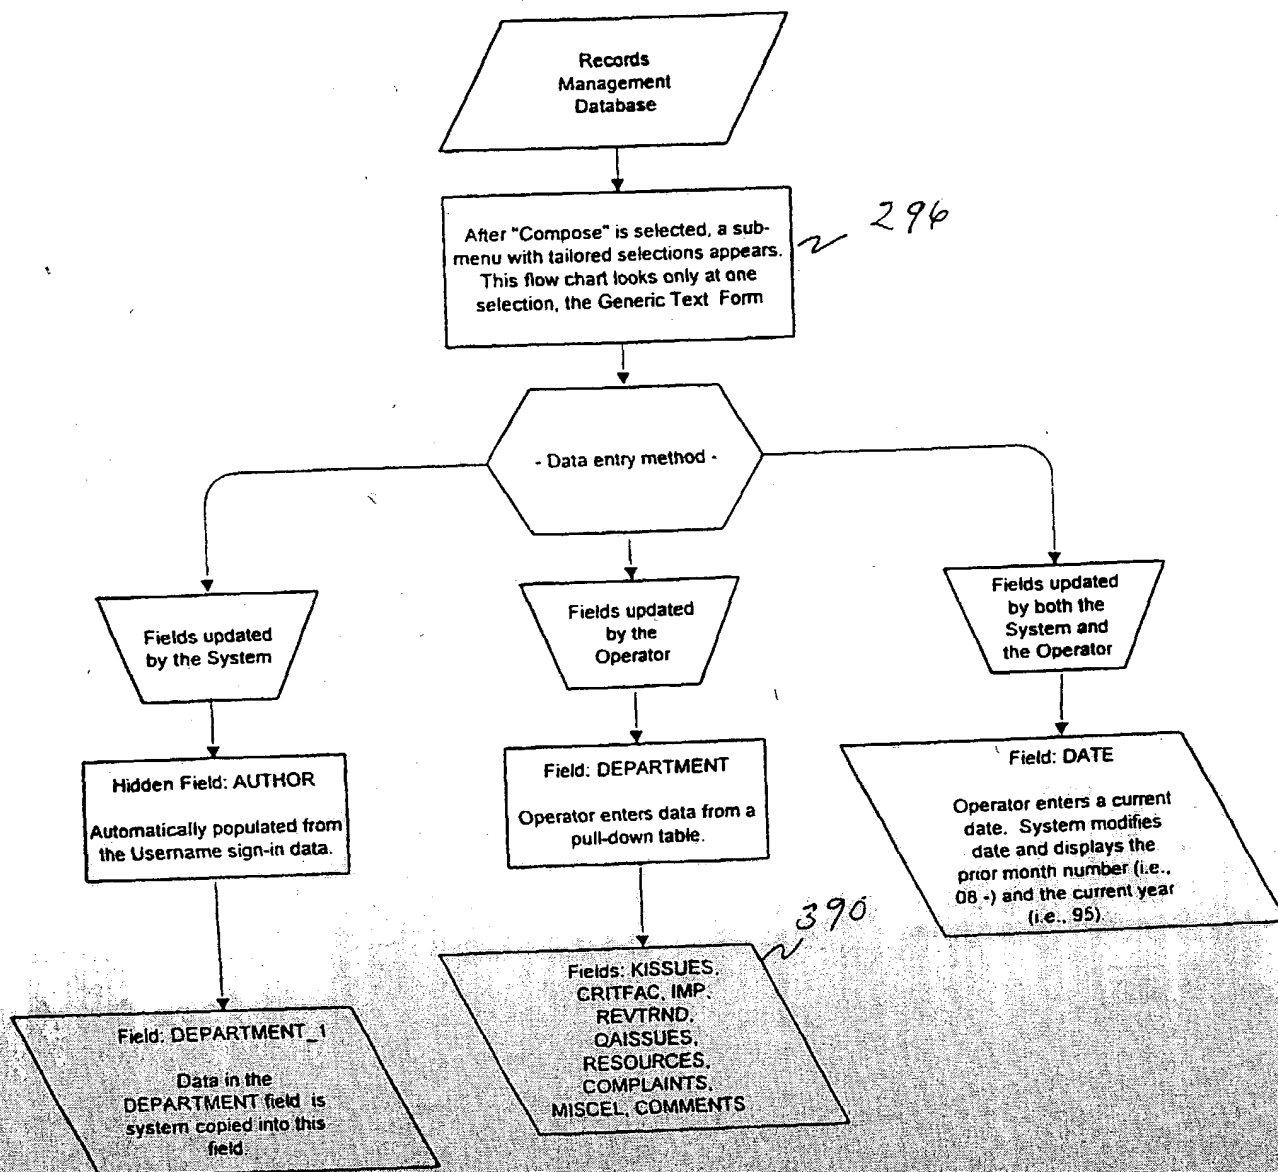 Records
Management
Database
After "Compose" is selected, a sub-
menu with tailored selections appears.
This flow chart looks only at one
selection, the Generic Text Form
296
- Data entry method -
Fields updated
by the System
Fields updated
by the
Operator
Fields updated
by both the
System and
the Operator
Hidden Field: AUTHOR
Automatically populated from
the Username sign-in data.
Field: DEPARTMENT
Operator enters data from a
pull-down table.
Field: DATE
Operator enters a current
date. System modifies
date and displays the
prior month number (i.e.,
08 -) and the current year
(i.e., 95)
390
Field: DEPARTMENT_1
Data in the
DEPARTMENT field is
system copied into this
field.
Fields: KISSUES,
CRITFAC, IMP,
REVTRND,
QAISSUES,
RESOURCES,
COMPLAINTS,
MISCEL, COMMENTS